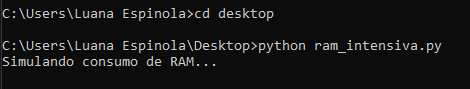 C:\Users\Luana Espinola>cd desktop
C:\Users\Luana Espinola\Desktop>python ram_intensiva.py
Simulando consumo de RAM...